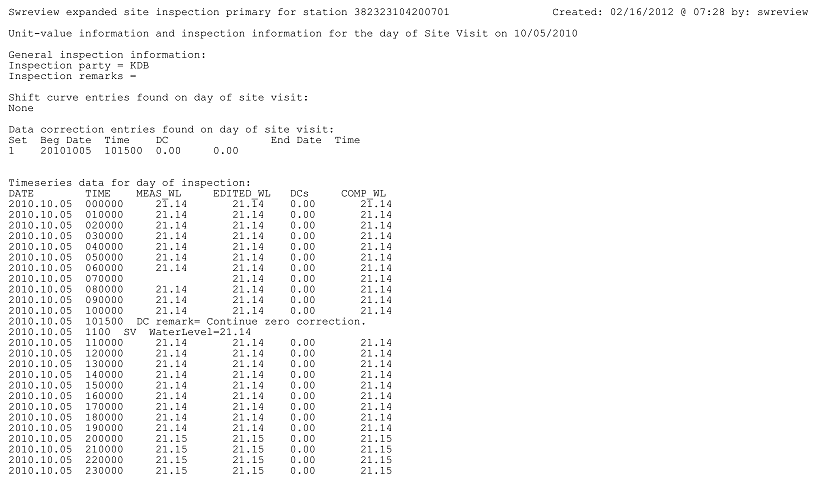 Swreview expanded site inspection primary for station 382323104200701 Created: 02/16/2012 @ 07:28 by: swreview
Unit-value information and inspection information for the day of Site Visit on 10/05/2010
General inspection information:
Inspection party = KDB
Inspection remarks =
Shift curve entries found on day of site visit:
None
Data correction entries found on day of site visit:
Set Beg Date Time DC End Date Time
1 20101005 101500 0.00 0.00
Timeseries data for day of inspection:
DATE TIME MEAS_WL EDITED_WL DCs COMP_WL
2010.10.05 000000 21.14 21.14 0.00 21.14
2010.10.05 010000 21.14 21.14 0.00 21.14
2010.10.05 020000 21.14 21.14 0.00 21.14
2010.10.05 030000 21.14 21.14 0.00 21.14
2010.10.05 040000 21.14 21.14 0.00 21.14
2010.10.05 050000 21.14 21.14 0.00 21.14
2010.10.05 060000 21.14 21.14 0.00 21.14
2010.10.05 070000 21.14 0.00 21.14
2010.10.05 080000 21.14 21.14 0.00 21.14
2010.10.05 090000 21.14 21.14 0.00 21.14
2010.10.05 100000 21.14 21.14 0.00 21.14
2010.10.05 101500 DC remark= Continue zero correction.
2010.10.05 1100 SV WaterLevel=21.14
2010.10.05 110000 21.14 21.14 0.00 21.14
2010.10.05 120000 21.14 21.14 0.00 21.14
2010.10.05 130000 21.14 21.14 0.00 21.14
2010.10.05 140000 21.14 21.14 0.00 21.14
2010.10.05 150000 21.14 21.14 0.00 21.14
2010.10.05 160000 21.14 21.14 0.00 21.14
2010.10.05 170000 21.14 21.14 0.00 21.14
2010.10.05 180000 21.14 21.14 0.00 21.14
2010.10.05 190000 21.14 21.14 0.00 21.14
2010.10.05 200000 21.15 21.15 0.00 21.15
2010.10.05 210000 21.15 21.15 0.00 21.15
2010.10.05 220000 21.15 21.15 0.00 21.15
2010.10.05 230000 21.15 21.15 0.00 21.15